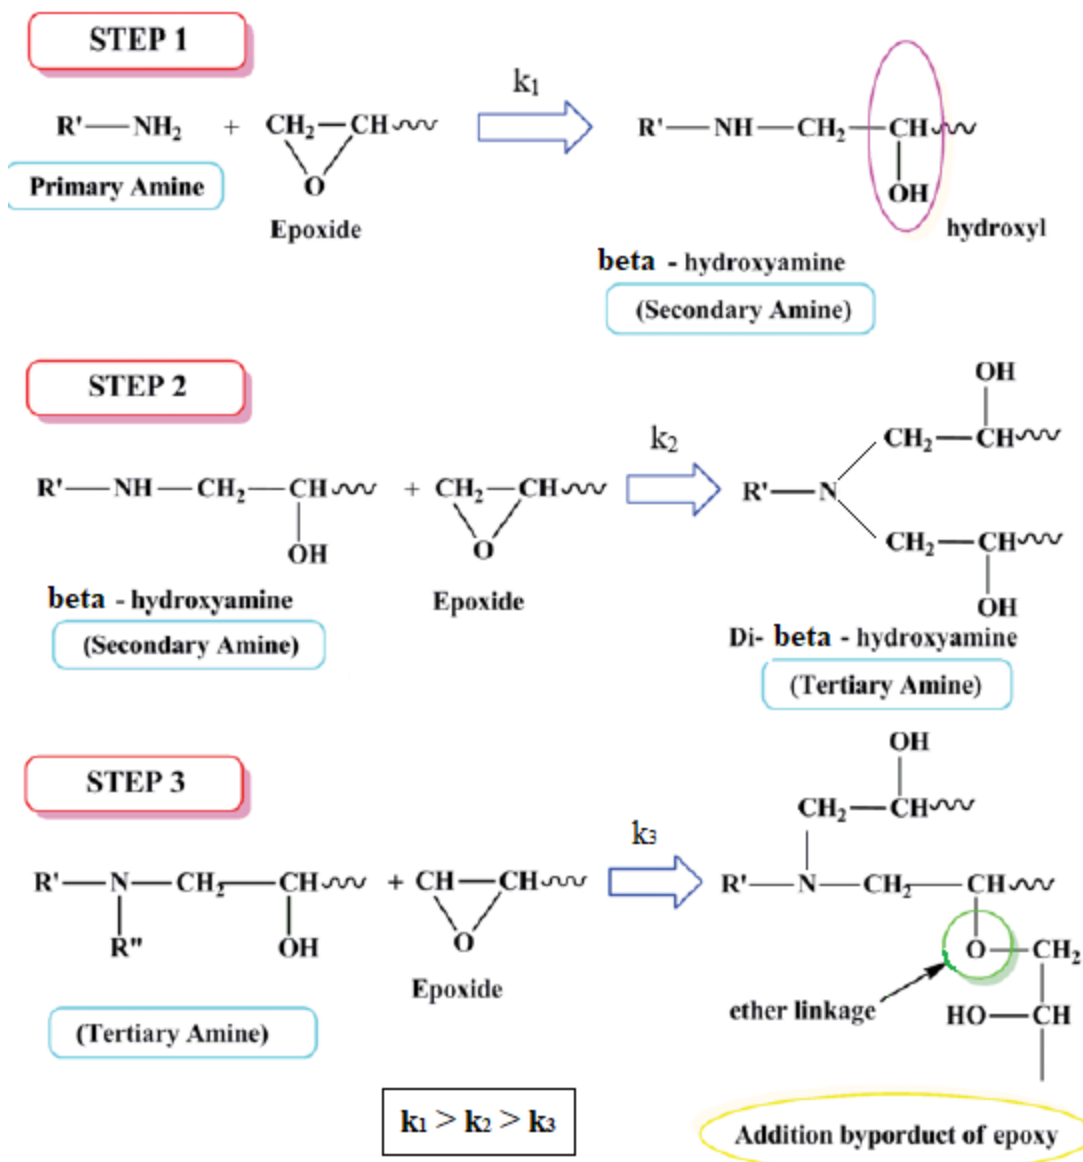 STEP 1
k₁
R'—NH₂ + CH₂—CH
O
R'—NH—CH₂—CH
OH
Primary Amine
Epoxide
hydroxyl
beta - hydroxyamine
(Secondary Amine)
STEP 2
k₂
R'—NH—CH₂—CH + CH₂—CH
OH
O
OH
CH₂—CH
R'—N
CH₂—CH
OH
beta - hydroxyamine
Epoxide
(Secondary Amine)
Di- beta - hydroxyamine
(Tertiary Amine)
STEP 3
k₃
R'—N—CH₂—CH + CH—CH
R"
OH
O
Epoxide
(Tertiary Amine)
OH
CH₂—CH
R'—N—CH₂—CH
O—CH₂
ether linkage
HO—CH
k₁ > k₂ > k₃
Addition byporduct of epoxy